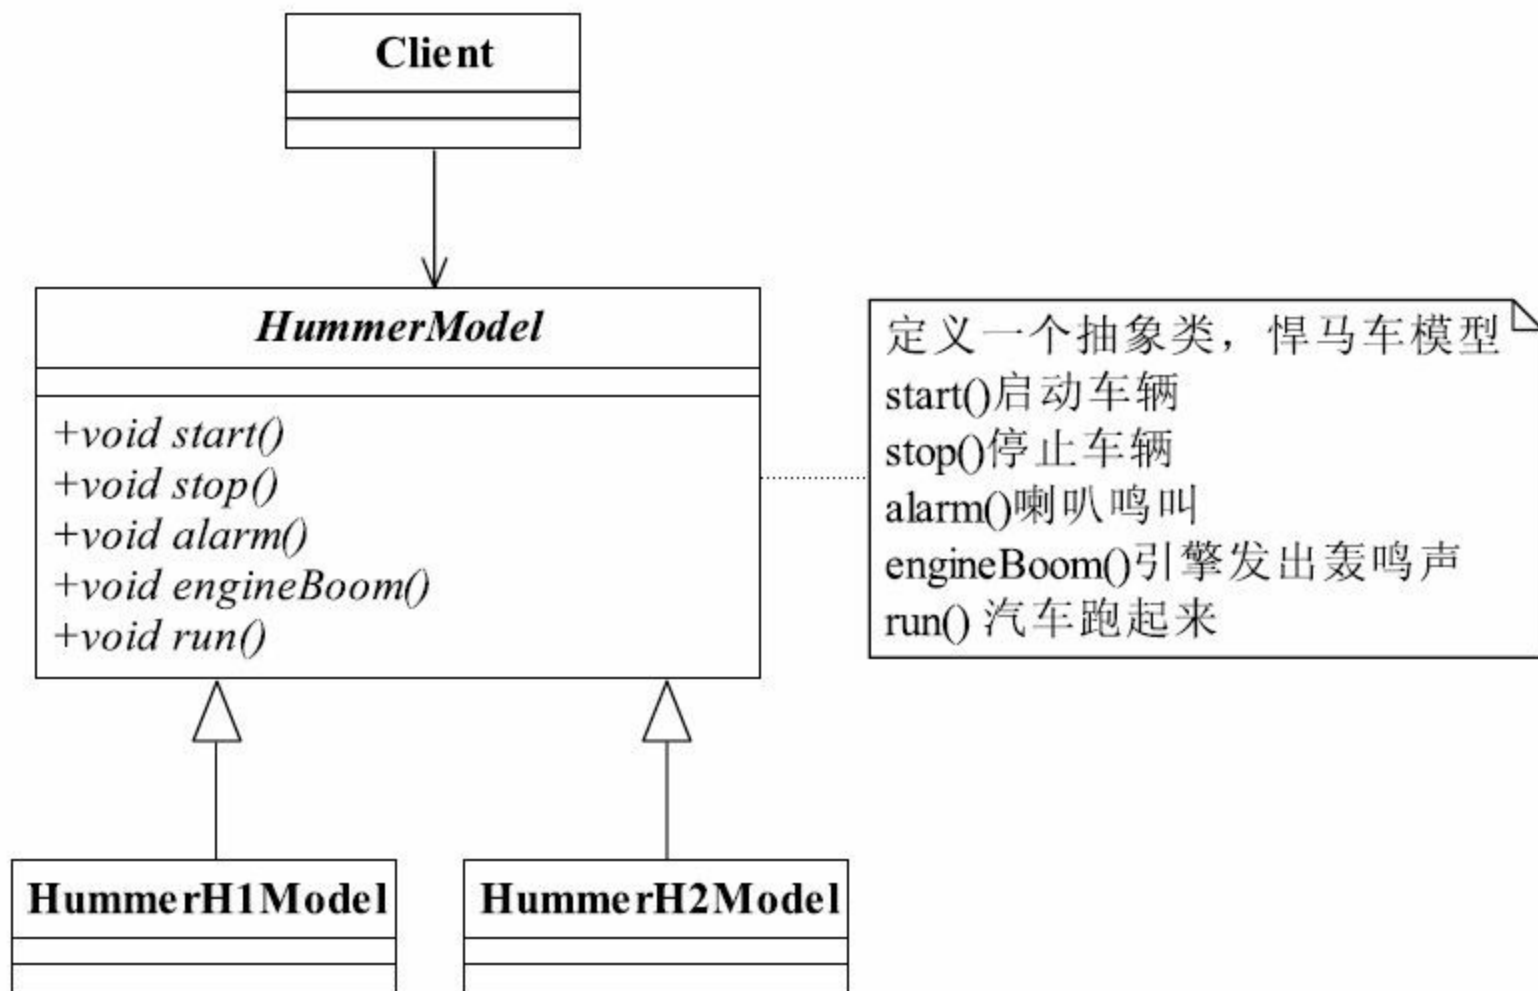 Client
HummerModel
+void start()
+void stop()
+void alarm()
+void engineBoom()
+void run()
定义一个抽象类，悍马车模型
start()启动车辆
stop()停止车辆
alarm()喇叭鸣叫
engineBoom()引擎发出轰鸣声
run() 汽车跑起来
HummerH1Model
HummerH2Model